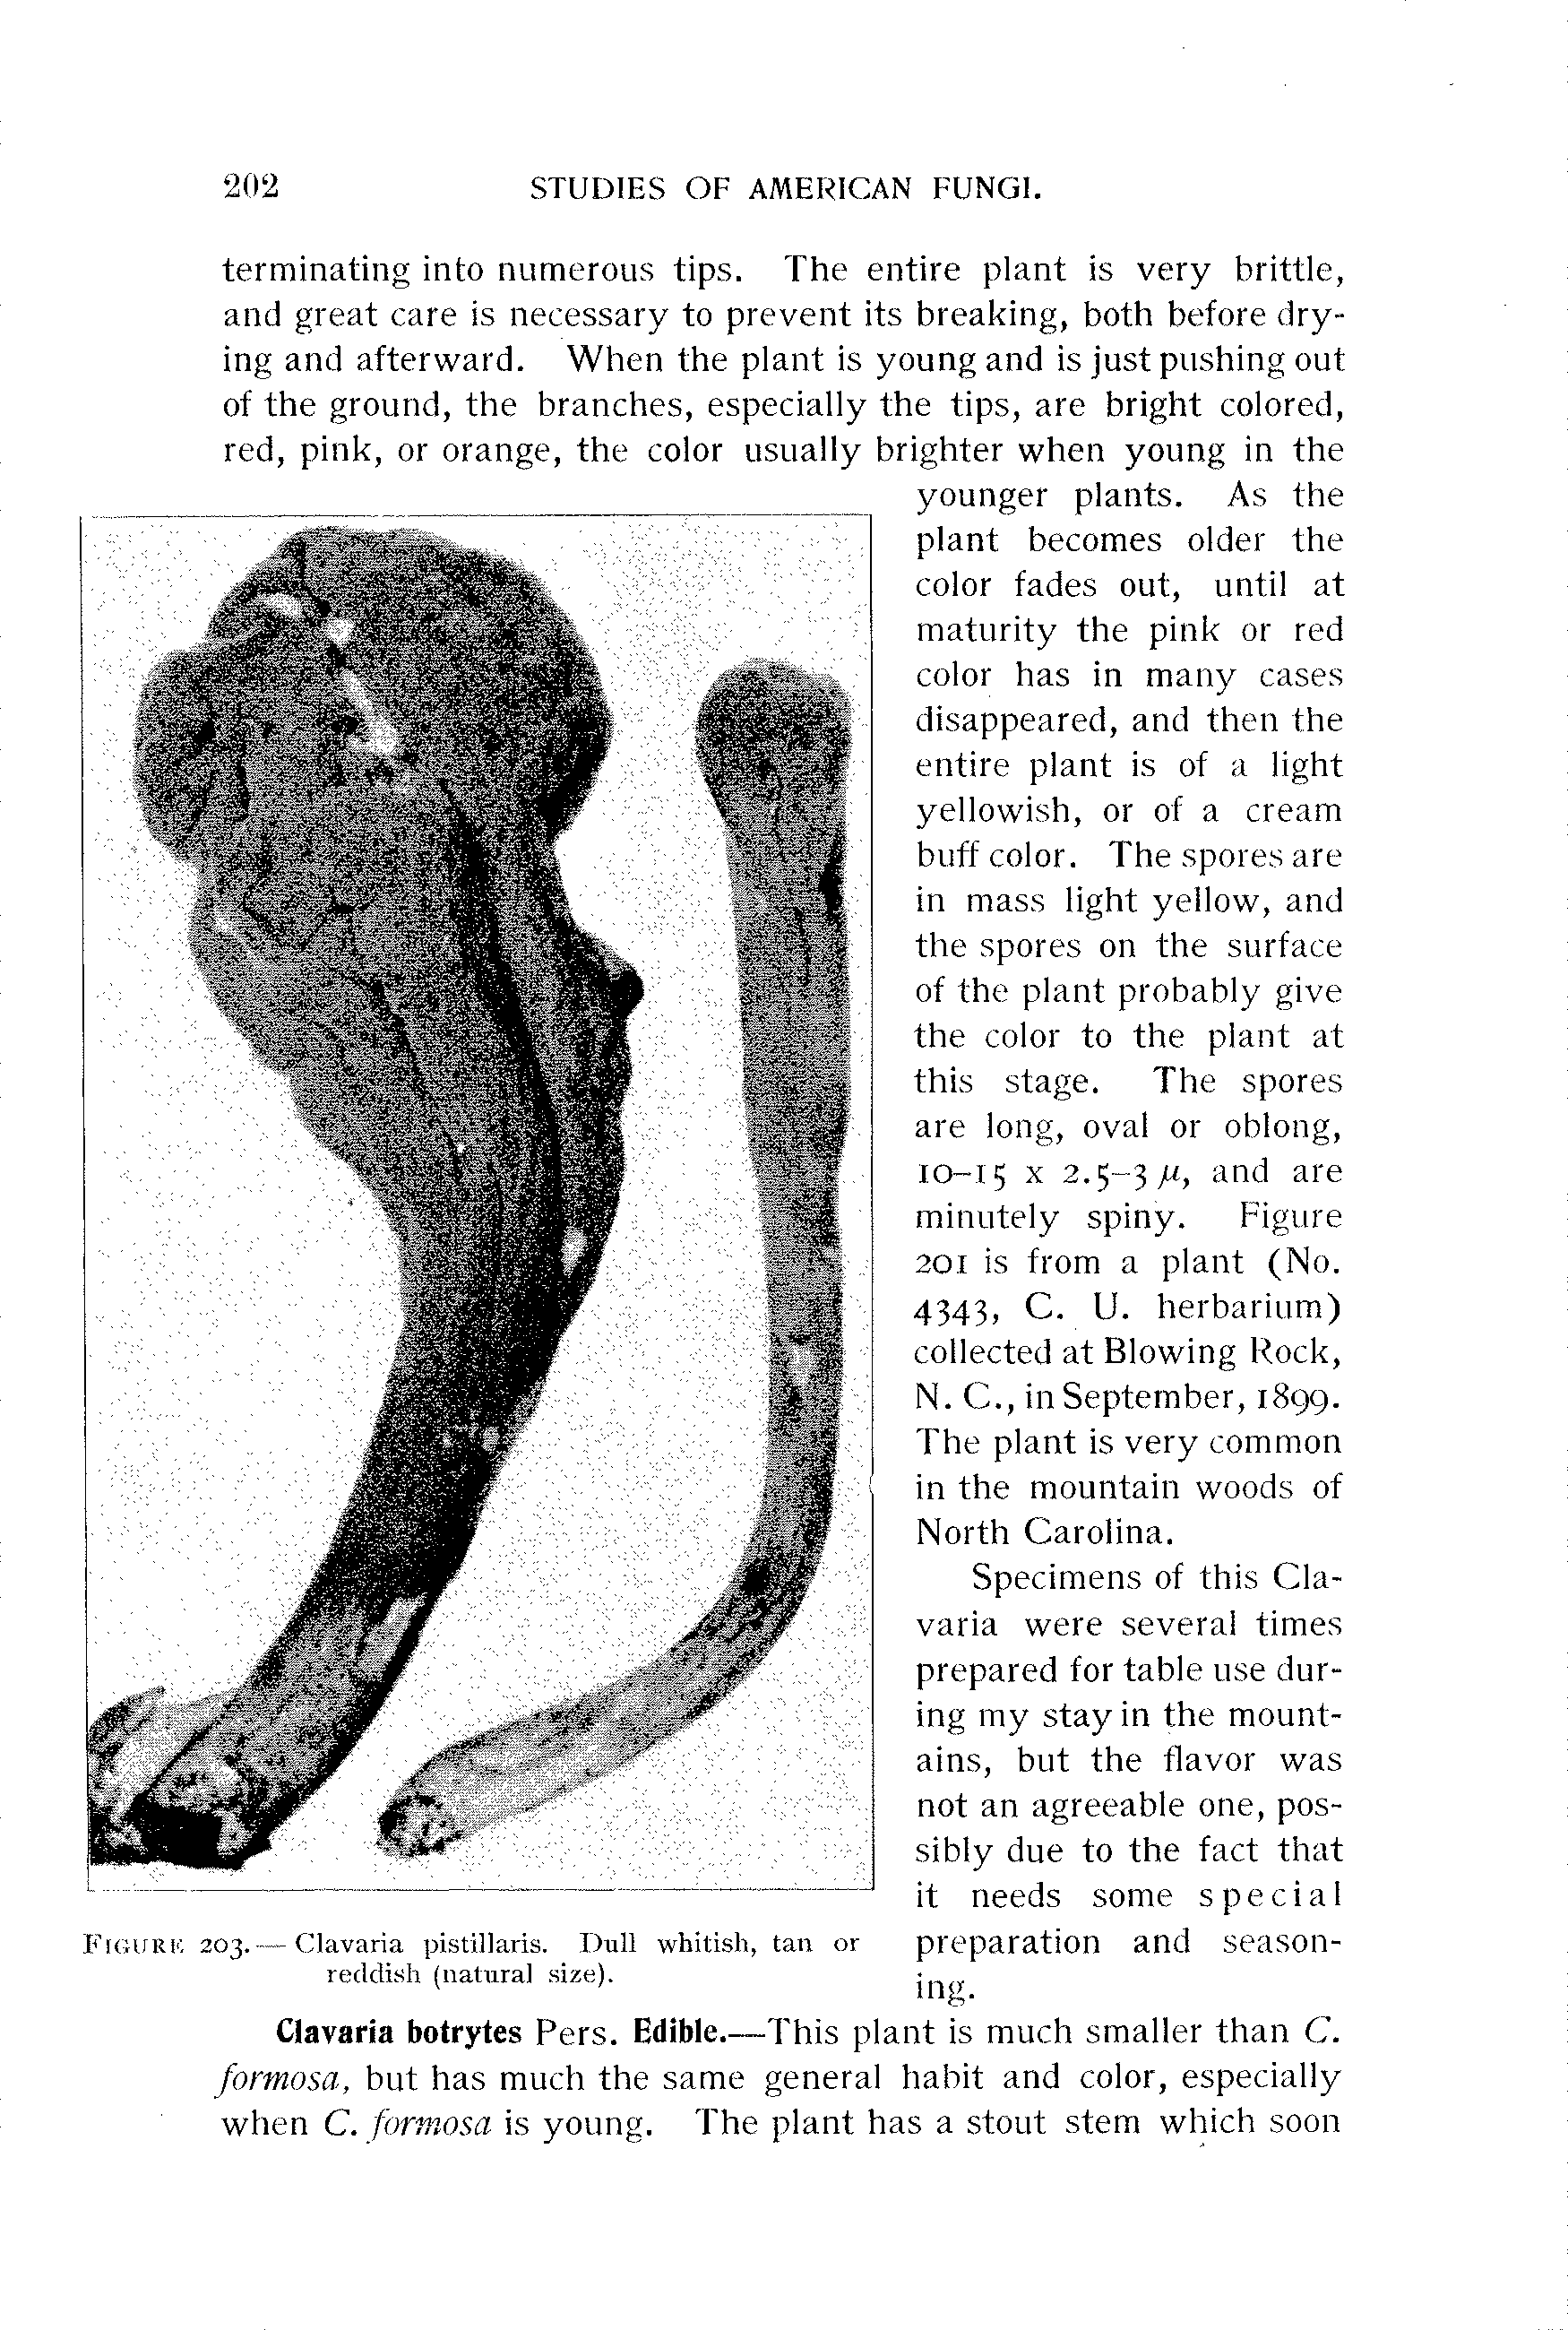 202 STUDIES OF AMERICAN FUNGI.
terminating into numerous tips. The entire plant is very brittle,
and great care is necessary to prevent its breaking, both before dry-
ing and afterward. When the plant is young and is just pushing out
of the ground, the branches, especially the tips, are bright colored,
red, pink, or orange, the color usually brighter when young in the
younger plants. As the
plant becomes older the
color fades out, until at
maturity the pink or red
color has in many cases
disappeared, and then the
entire plant is of a light
yellowish, or of a cream
buff color. The spores are
in mass light yellow, and
the spores on the surface
of the plant probably give
the color to the plant at
this stage. The spores
are long, oval or oblong,
10–15 x 2.5–3 μ, and are
minutely spiny. Figure
201 is from a plant (No.
4343, C. U. herbarium)
collected at Blowing Rock,
N. C., in September, 1899.
The plant is very common
in the mountain woods of
North Carolina.
Specimens of this Cla-
varia were several times
prepared for table use dur-
ing my stay in the mount-
ains, but the flavor was
not an agreeable one, pos-
sibly due to the fact that
it needs some special
preparation and season-
ing.
FIGURE 203.—Clavaria pistillaris. Dull whitish, tan or
reddish (natural size).
Clavaria botrytes Pers. Edible.—This plant is much smaller than C.
formosa, but has much the same general habit and color, especially
when C. formosa is young. The plant has a stout stem which soon